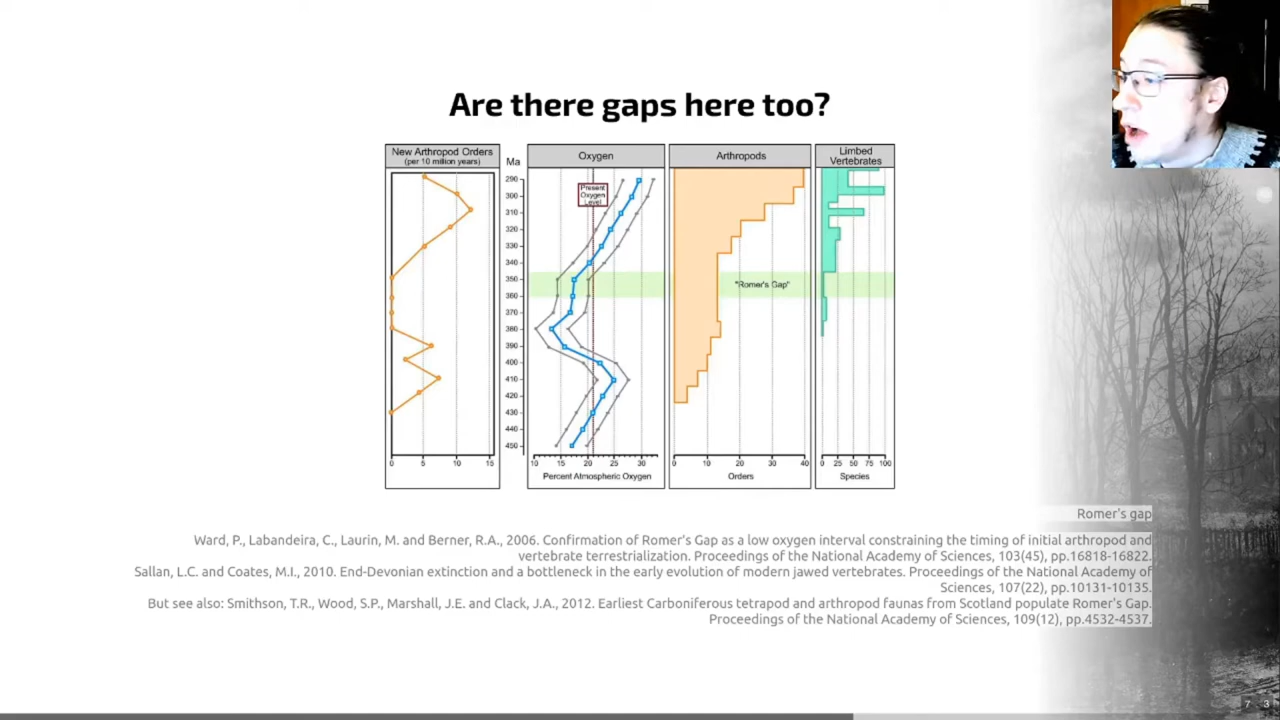 Are there gaps here too?
New Arthropod Orders
(per 10 million years)
Ma
Oxygen
Arthropods
Limbed
Vertebrates
Present
Oxygen
Level
290
300
310
320
330
340
350
360
370
380
390
400
410
420
430
440
450
"Romer's Gap"
0 5 10 15
10 15 20 25 30
0 10 20 30 40
0 25 50 75 100
Percent Atmospheric Oxygen
Orders
Species
Romer's gap
Ward, P., Labandeira, C., Laurin, M. and Berner, R.A., 2006. Confirmation of Romer's Gap as a low oxygen interval constraining the timing of initial arthropod and
vertebrate terrestrialization. Proceedings of the National Academy of Sciences, 103(45), pp.16818-16822.
Sallan, L.C. and Coates, M.I., 2010. End-Devonian extinction and a bottleneck in the early evolution of modern jawed vertebrates. Proceedings of the National Academy of
Sciences, 107(22), pp.10131-10135.
But see also: Smithson, T.R., Wood, S.P., Marshall, J.E. and Clack, J.A., 2012. Earliest Carboniferous tetrapod and arthropod faunas from Scotland populate Romer's Gap.
Proceedings of the National Academy of Sciences, 109(12), pp.4532-4537.
7 3